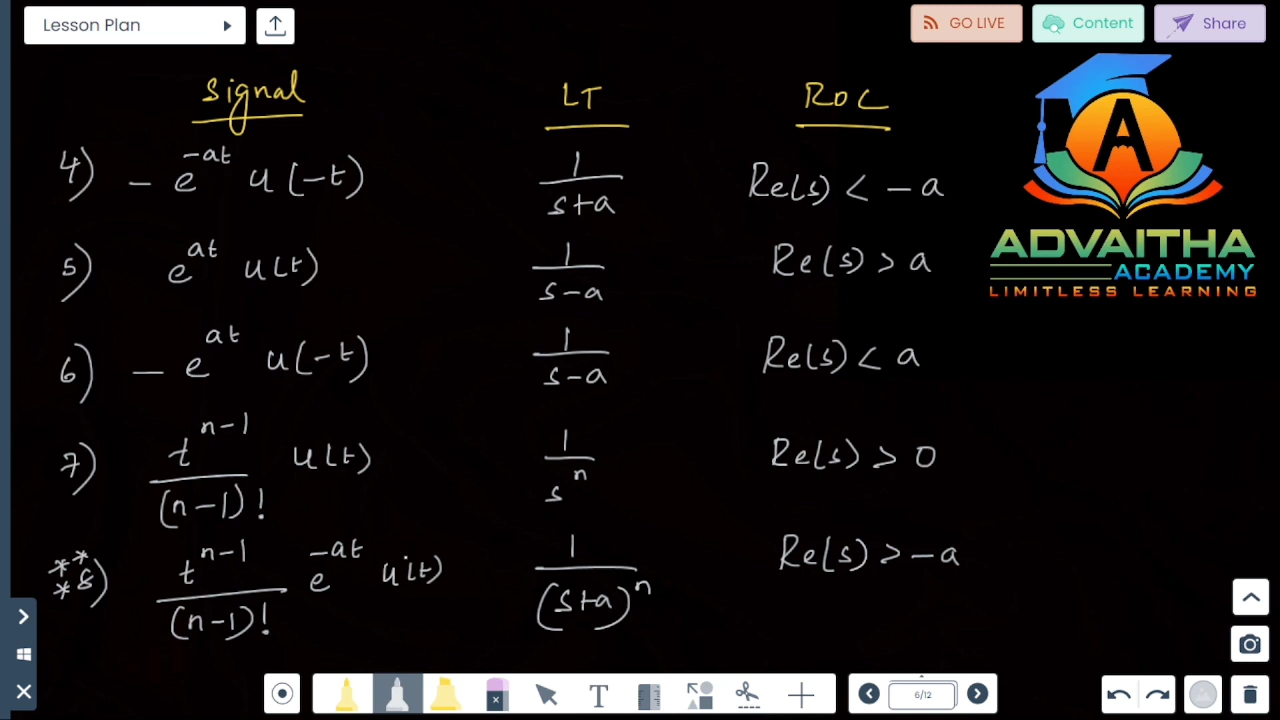 Lesson Plan
GO LIVE
Content
Share
Signal LT ROC
4) - e^{-at} u(-t) 1/(s+a) Re(s) < -a
5) e^{at} u(t) 1/(s-a) Re(s) > a
6) - e^{at} u(-t) 1/(s-a) Re(s) < a
7) t^{n-1}/(n-1)! u(t) 1/s^n Re(s) > 0
***8) t^{n-1}/(n-1)! e^{-at} u(t) 1/(s+a)^n Re(s) > -a
A
ADVAITHA
ACADEMY
LIMITLESS LEARNING
T
6/12